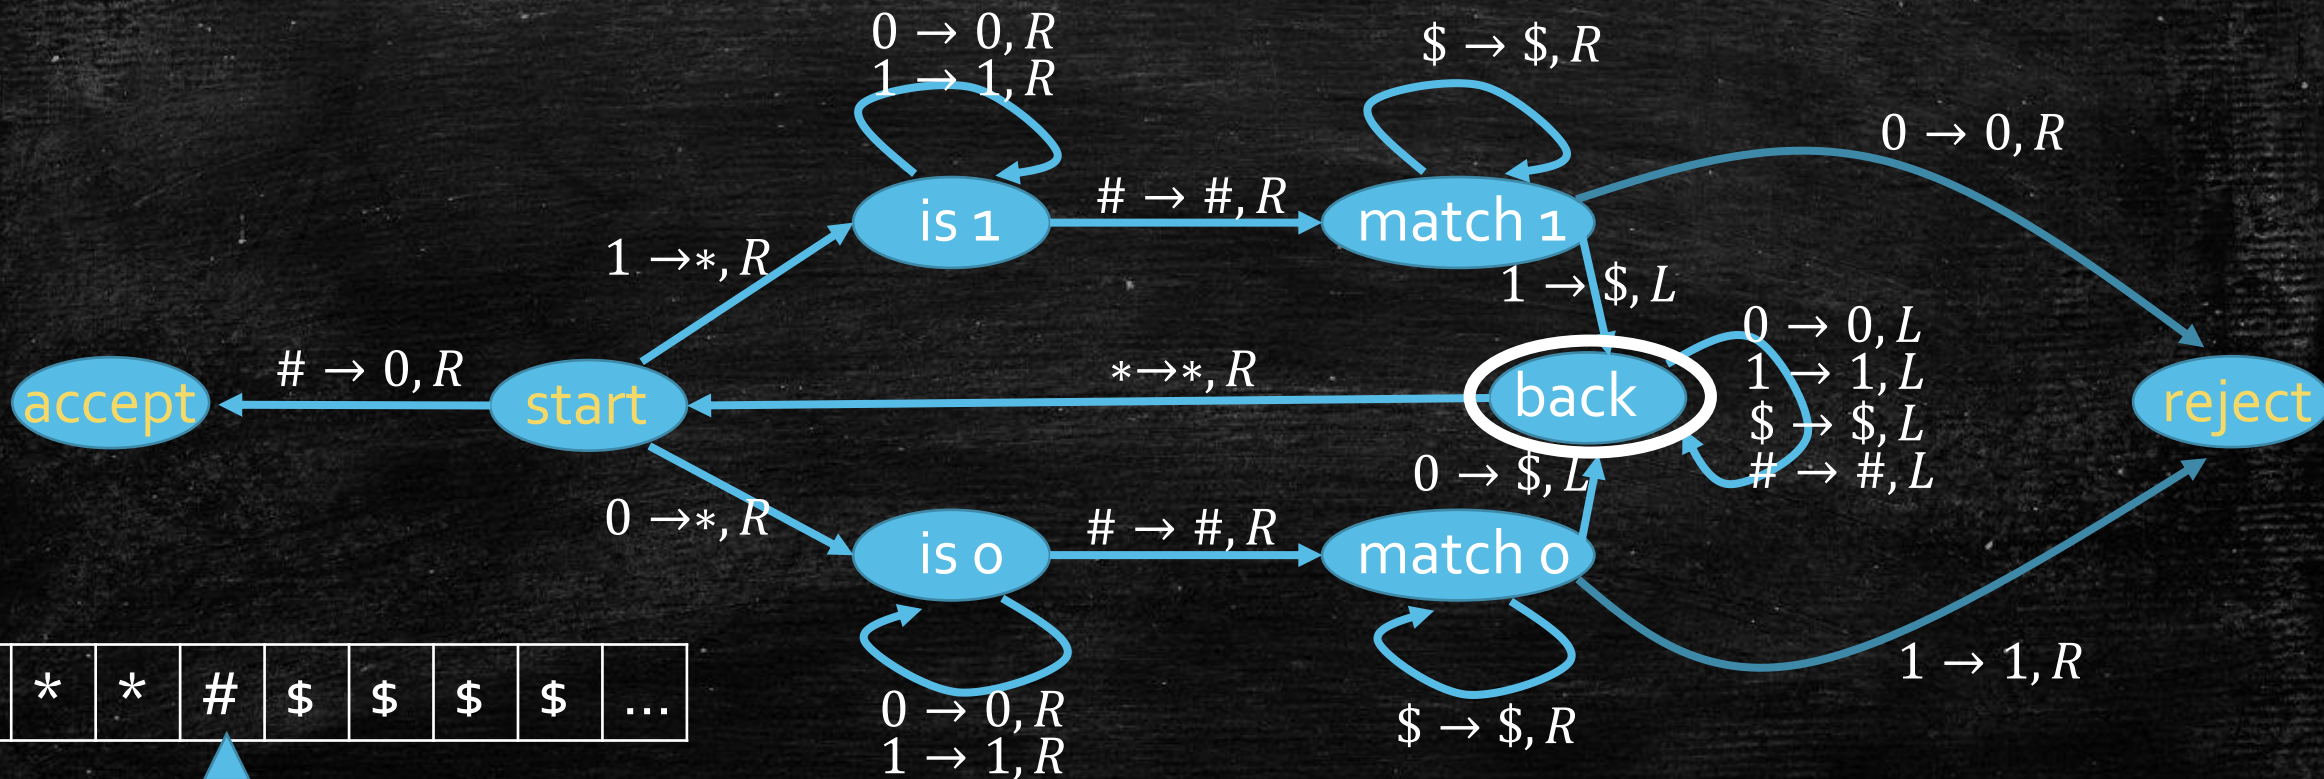 0 → 0, R
1 → 1, R
$ → $, R
0 → 0, R
is 1
# → #, R
match 1
1 →*, R
1 → $, L
0 → 0, L
1 → 1, L
$ → $, L
# → #, L
accept
# → 0, R
start
*→*, R
back
reject
0 → $, L
0 →*, R
is 0
# → #, R
match 0
1 → 1, R
0 → 0, R
1 → 1, R
$ → $, R
* * # $ $ $ $ ...